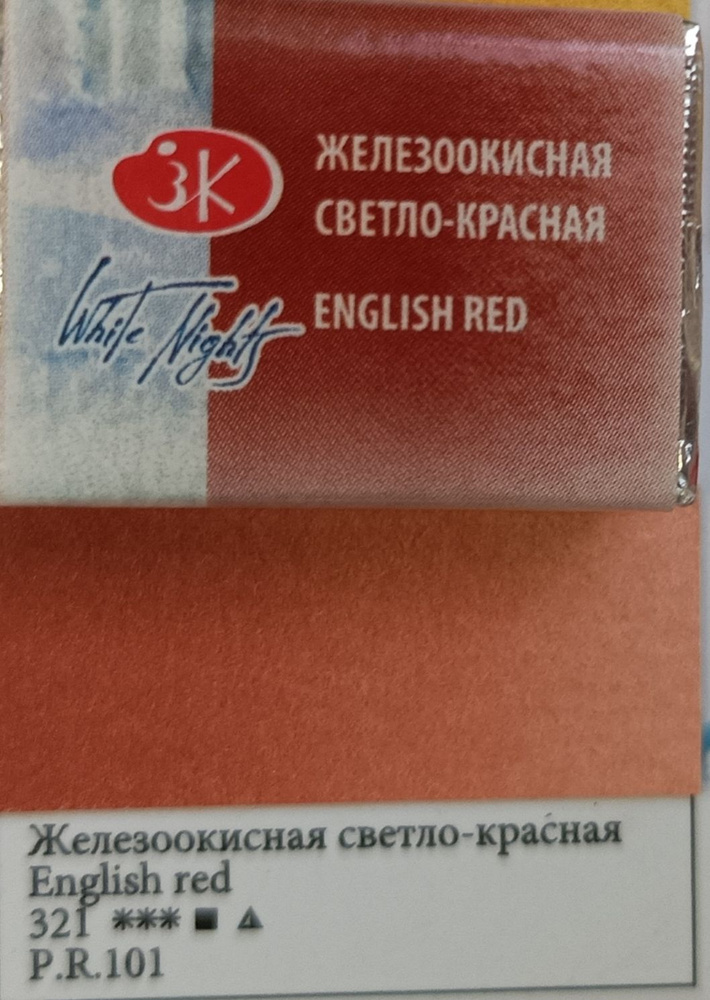 ЗК
ЖЕЛЕЗООКИСНАЯ
СВЕТЛО-КРАСНАЯ
White Nights
ENGLISH RED
Железоокисная светло-красная
English red
321 *** ■ ▲
P.R.101